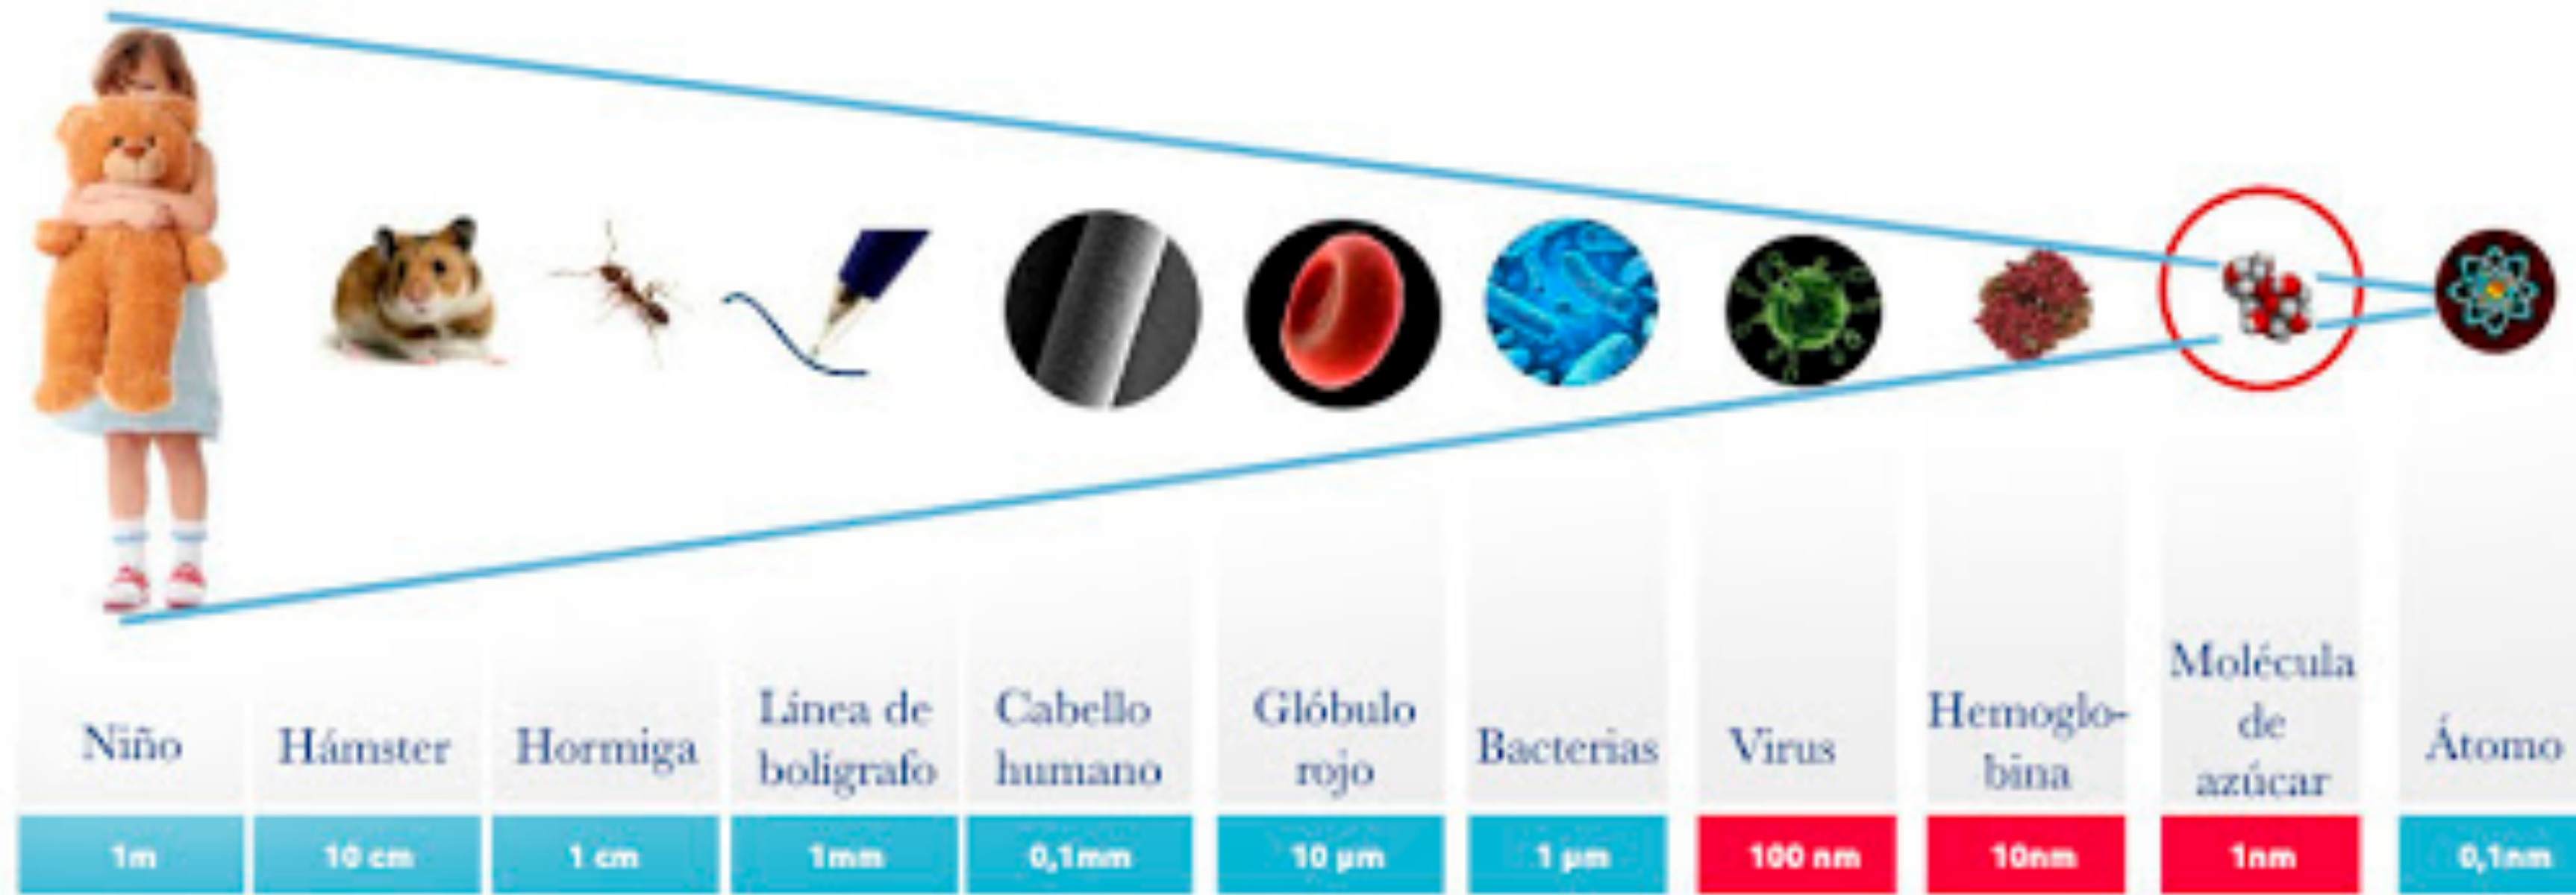 Niño
Hámster
Hormiga
Línea de
bolígrafo
Cabello
humano
Glóbulo
rojo
Bacterias
Virus
Hemoglo-
bina
Molécula
de
azúcar
Átomo
1m
10 cm
1 cm
1mm
0,1mm
10 µm
1 µm
100 nm
10nm
1nm
0,1nm